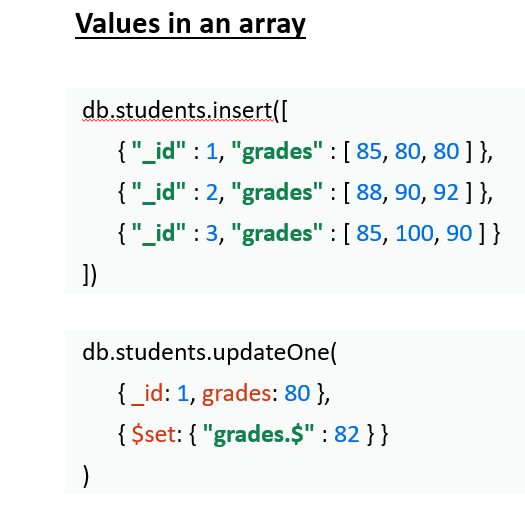 Values in an array
db.students.insert([
{ "_id" : 1, "grades" : [ 85, 80, 80 ] },
{ "_id" : 2, "grades" : [ 88, 90, 92 ] },
{ "_id" : 3, "grades" : [ 85, 100, 90 ] }
])
db.students.updateOne(
{ _id: 1, grades: 80 },
{ $set: { "grades.$" : 82 } }
)